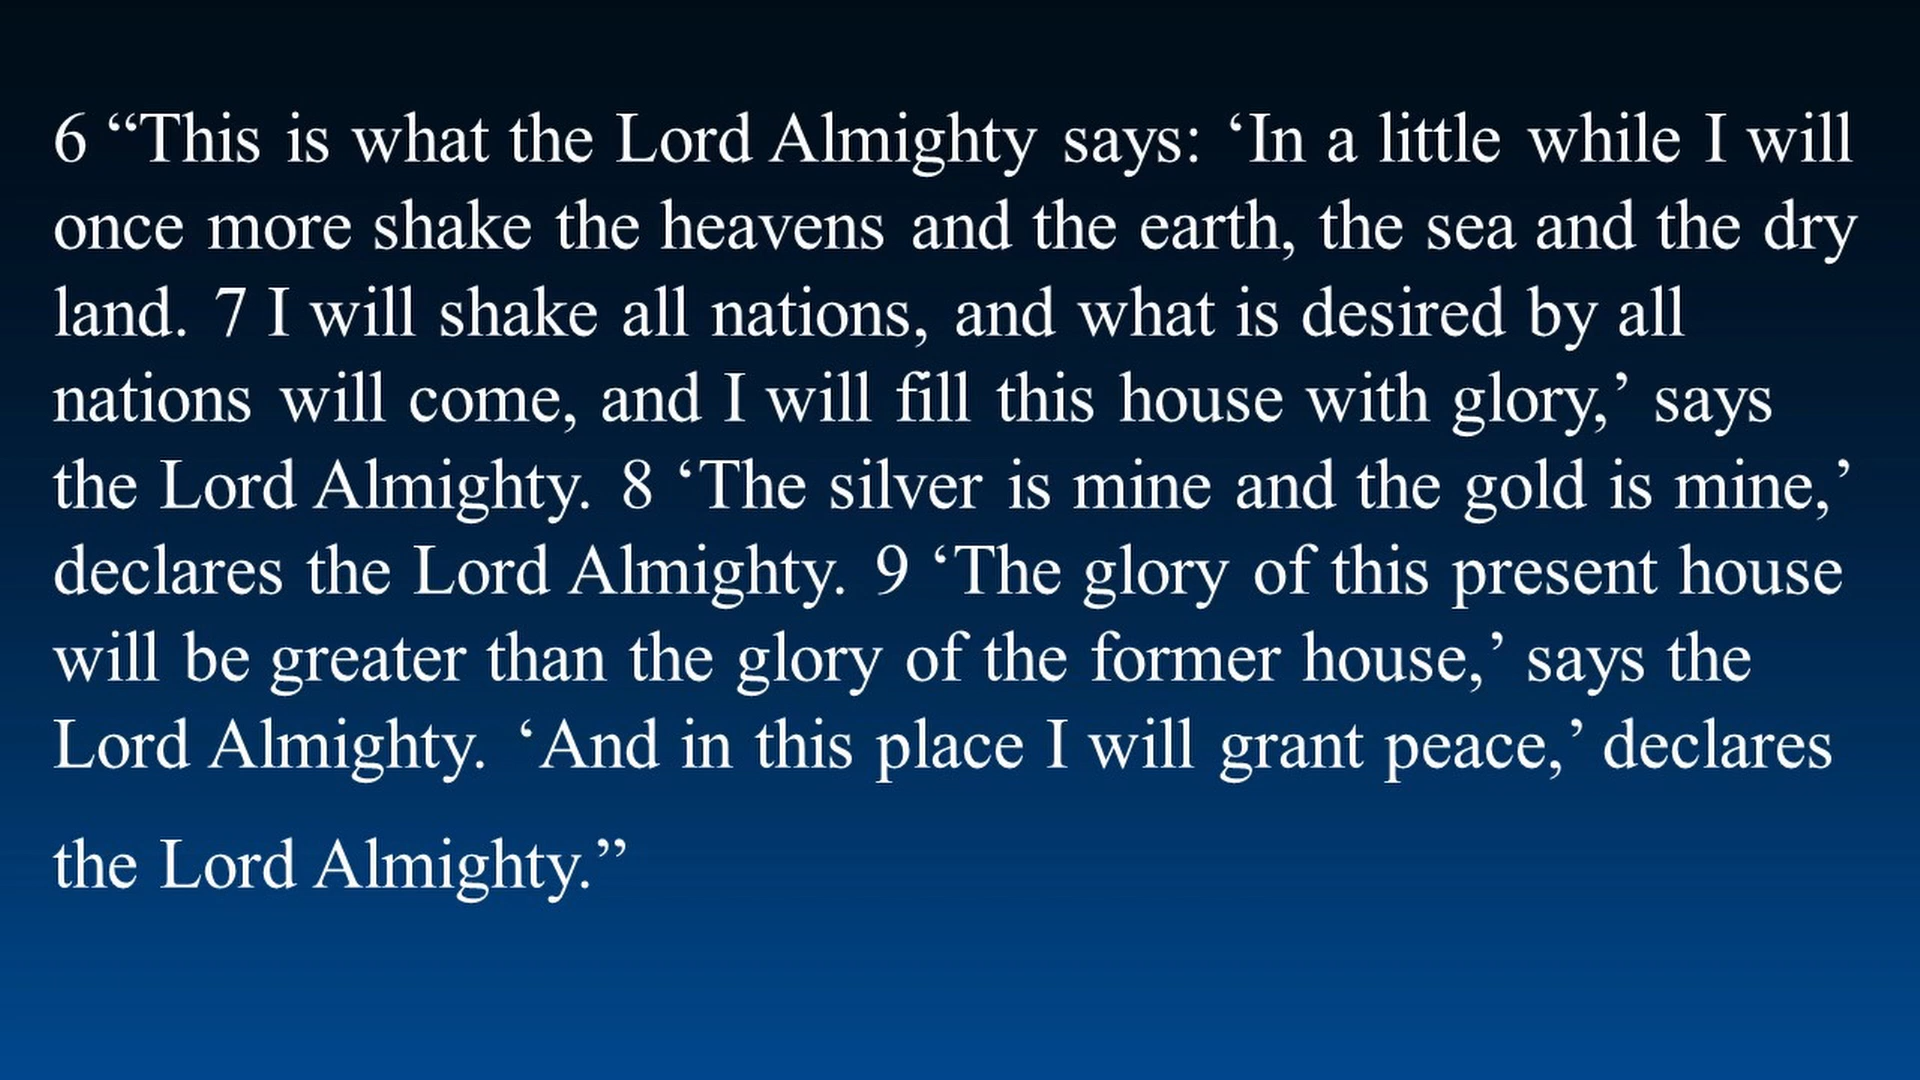 6 “This is what the Lord Almighty says: ‘In a little while I will
once more shake the heavens and the earth, the sea and the dry
land. 7 I will shake all nations, and what is desired by all
nations will come, and I will fill this house with glory,’ says
the Lord Almighty. 8 ‘The silver is mine and the gold is mine,’
declares the Lord Almighty. 9 ‘The glory of this present house
will be greater than the glory of the former house,’ says the
Lord Almighty. ‘And in this place I will grant peace,’ declares
the Lord Almighty.”